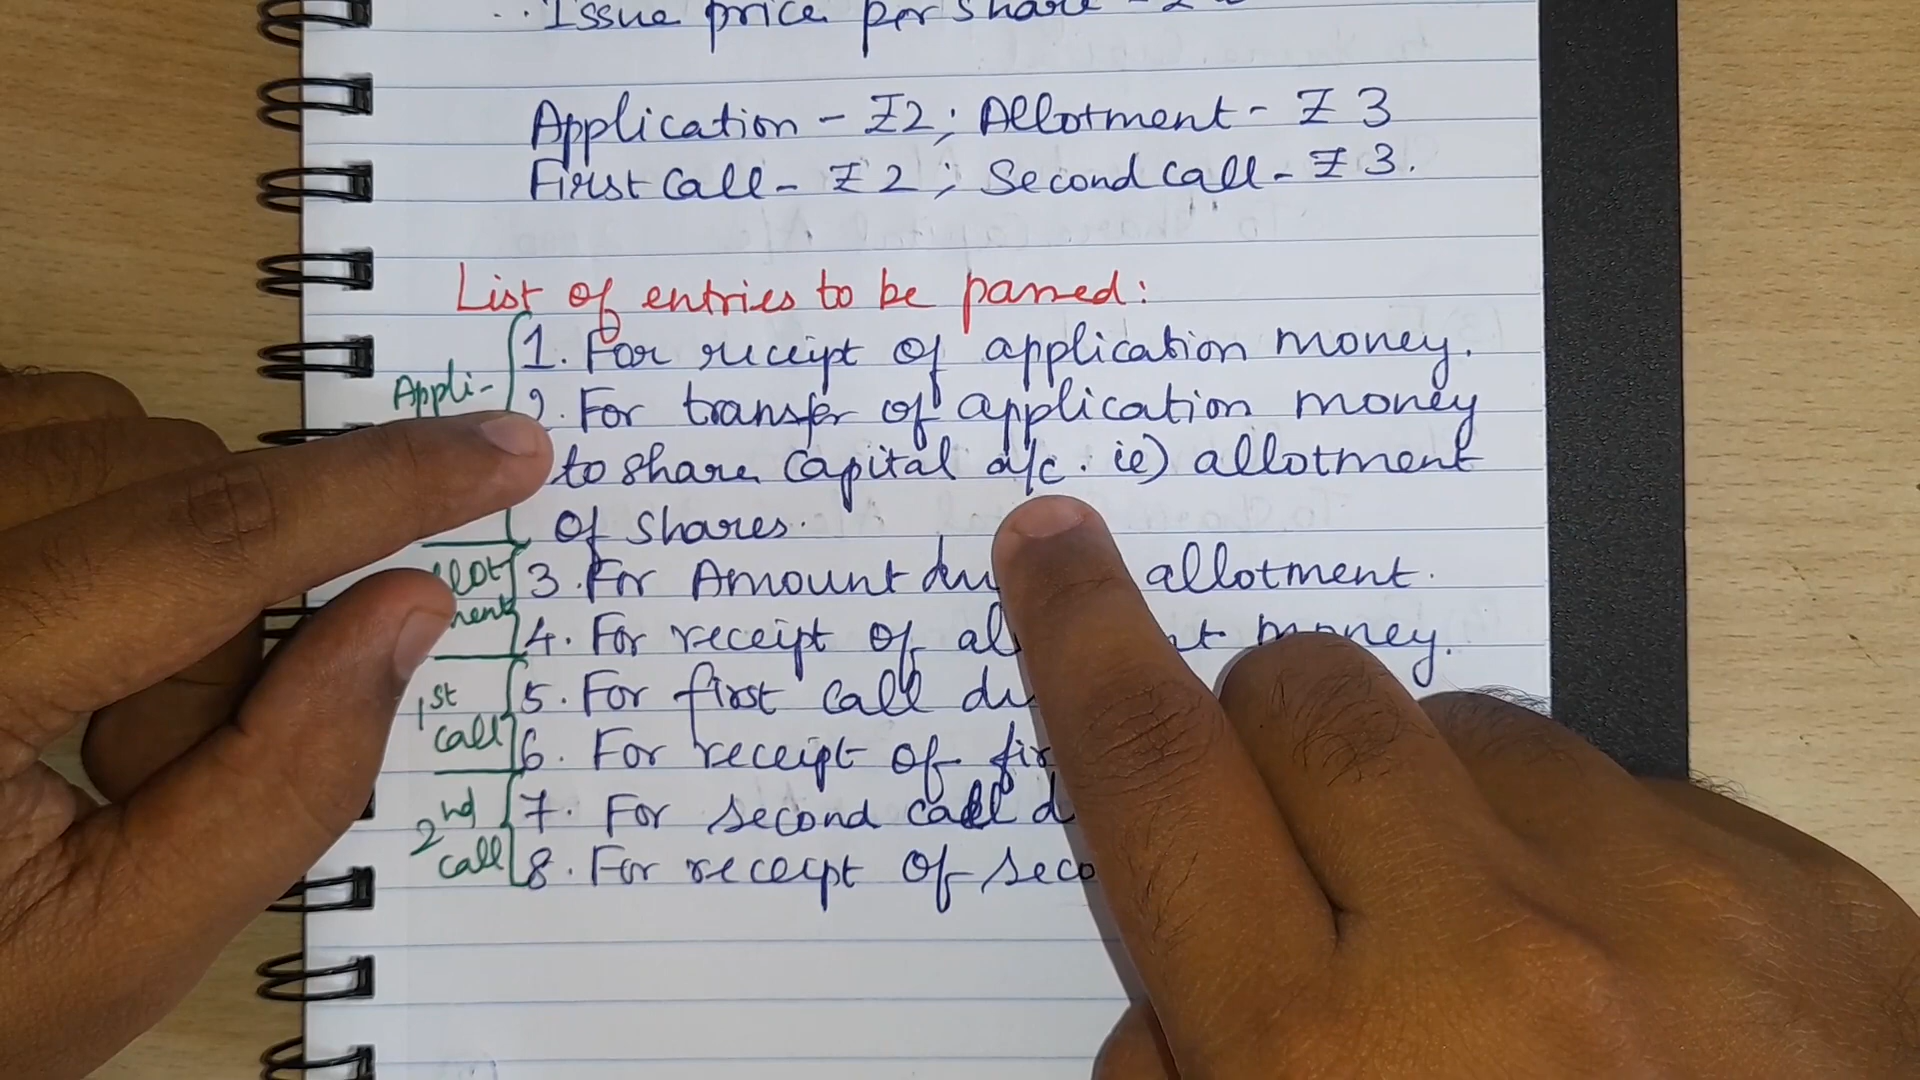 ∴ Issue price per share -
Application - ₹2; Allotment - ₹ 3
First Call - ₹ 2; Second call - ₹ 3.
List of entries to be passed:
1. For receipt of application money.
Appli-
2. For transfer of application money
to share capital a/c. ie) allotment
of shares.
3. For Amount allotment.
ment
4. For receipt of money.
1st
5. For first call
call
6. For receipt of
2nd
7. For second call
call
8. For receipt of